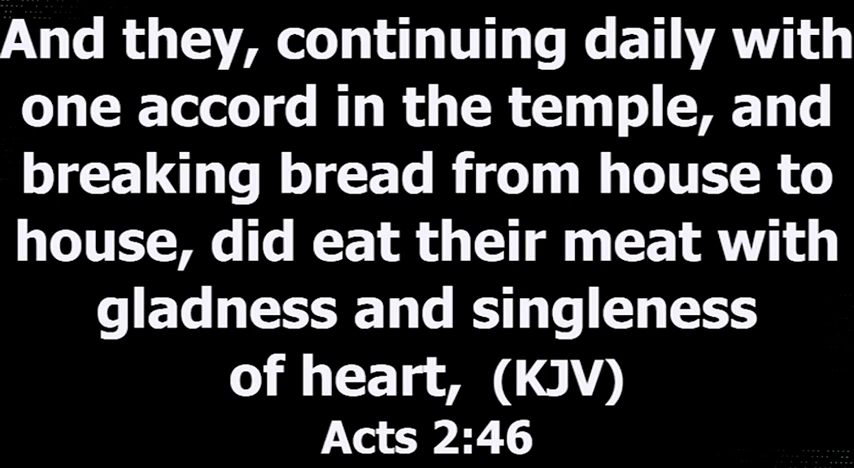 And they, continuing daily with
one accord in the temple, and
breaking bread from house to
house, did eat their meat with
gladness and singleness
of heart, (KJV)
Acts 2:46